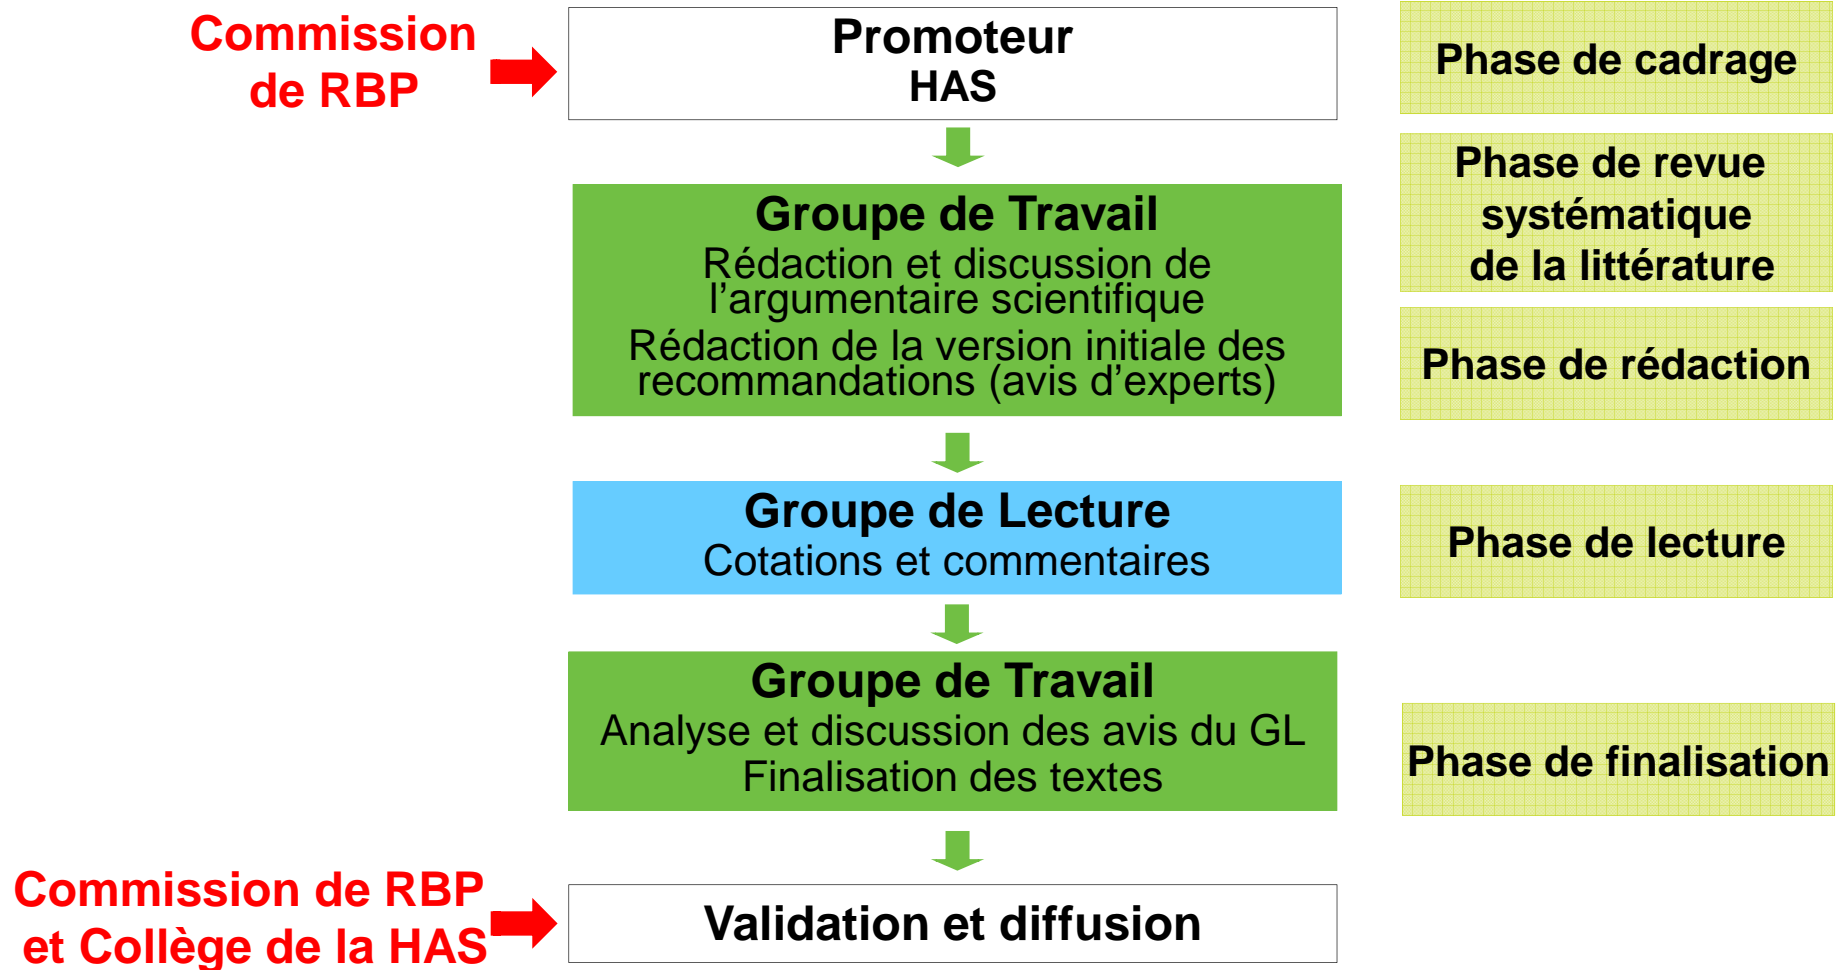 Commission
de RBP
Promoteur
HAS
Phase de cadrage
Groupe de Travail
Rédaction et discussion de
l’argumentaire scientifique
Rédaction de la version initiale des
recommandations (avis d’experts)
Phase de revue
systématique
de la littérature
Phase de rédaction
Groupe de Lecture
Cotations et commentaires
Phase de lecture
Groupe de Travail
Analyse et discussion des avis du GL
Finalisation des textes
Phase de finalisation
Commission de RBP
et Collège de la HAS
Validation et diffusion